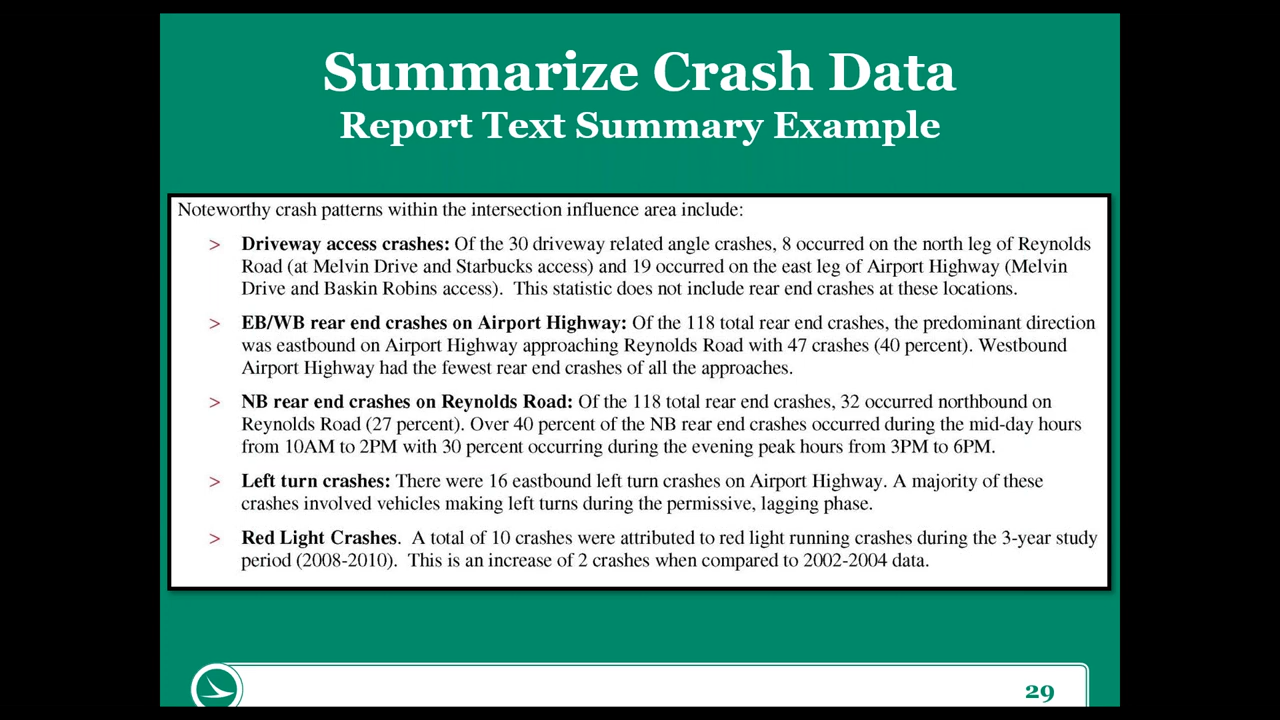 Summarize Crash Data
Report Text Summary Example
Noteworthy crash patterns within the intersection influence area include:
> Driveway access crashes: Of the 30 driveway related angle crashes, 8 occurred on the north leg of Reynolds
Road (at Melvin Drive and Starbucks access) and 19 occurred on the east leg of Airport Highway (Melvin
Drive and Baskin Robins access).  This statistic does not include rear end crashes at these locations.
> EB/WB rear end crashes on Airport Highway: Of the 118 total rear end crashes, the predominant direction
was eastbound on Airport Highway approaching Reynolds Road with 47 crashes (40 percent). Westbound
Airport Highway had the fewest rear end crashes of all the approaches.
> NB rear end crashes on Reynolds Road: Of the 118 total rear end crashes, 32 occurred northbound on
Reynolds Road (27 percent). Over 40 percent of the NB rear end crashes occurred during the mid-day hours
from 10AM to 2PM with 30 percent occurring during the evening peak hours from 3PM to 6PM.
> Left turn crashes: There were 16 eastbound left turn crashes on Airport Highway. A majority of these
crashes involved vehicles making left turns during the permissive, lagging phase.
> Red Light Crashes.  A total of 10 crashes were attributed to red light running crashes during the 3-year study
period (2008-2010).  This is an increase of 2 crashes when compared to 2002-2004 data.
29